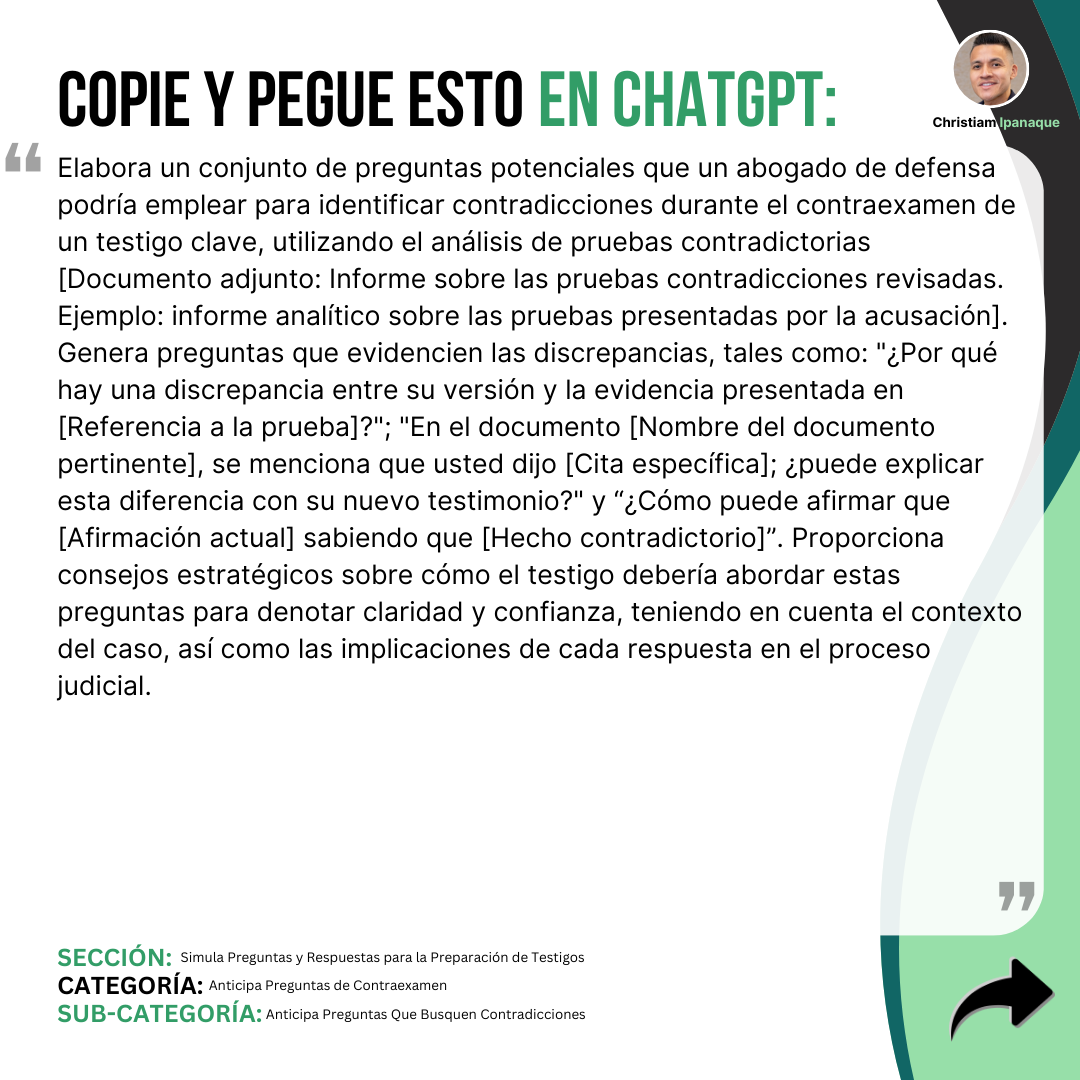 COPIE Y PEGUE ESTO EN CHATGPT:
Christiam Ipanaque
“
Elabora un conjunto de preguntas potenciales que un abogado de defensa
podría emplear para identificar contradicciones durante el contraexamen de
un testigo clave, utilizando el análisis de pruebas contradictorias
[Documento adjunto: Informe sobre las pruebas contradicciones revisadas.
Ejemplo: informe analítico sobre las pruebas presentadas por la acusación].
Genera preguntas que evidencien las discrepancias, tales como: "¿Por qué
hay una discrepancia entre su versión y la evidencia presentada en
[Referencia a la prueba]?"; "En el documento [Nombre del documento
pertinente], se menciona que usted dijo [Cita específica]; ¿puede explicar
esta diferencia con su nuevo testimonio?" y “¿Cómo puede afirmar que
[Afirmación actual] sabiendo que [Hecho contradictorio]”. Proporciona
consejos estratégicos sobre cómo el testigo debería abordar estas
preguntas para denotar claridad y confianza, teniendo en cuenta el contexto
del caso, así como las implicaciones de cada respuesta en el proceso
judicial.
”
SECCIÓN: Simula Preguntas y Respuestas para la Preparación de Testigos
CATEGORÍA: Anticipa Preguntas de Contraexamen
SUB-CATEGORÍA: Anticipa Preguntas Que Busquen Contradicciones